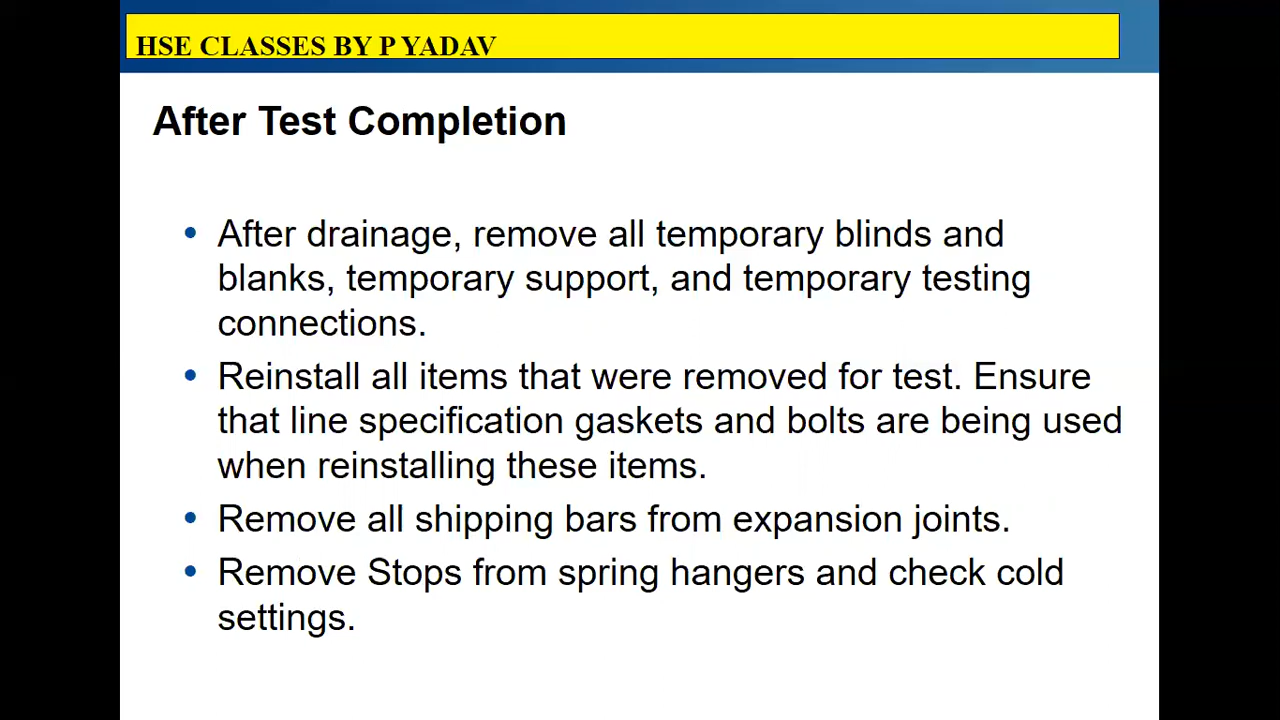 HSE CLASSES BY P YADAV
After Test Completion
• After drainage, remove all temporary blinds and
blanks, temporary support, and temporary testing
connections.
• Reinstall all items that were removed for test. Ensure
that line specification gaskets and bolts are being used
when reinstalling these items.
• Remove all shipping bars from expansion joints.
• Remove Stops from spring hangers and check cold
settings.